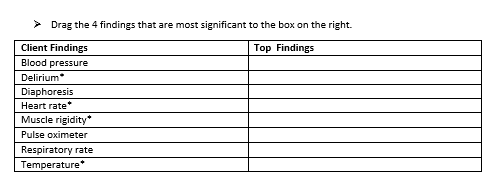 ➤ Drag the 4 findings that are most significant to the box on the right.
Client Findings Top Findings
Blood pressure
Delirium*
Diaphoresis
Heart rate*
Muscle rigidity*
Pulse oximeter
Respiratory rate
Temperature*